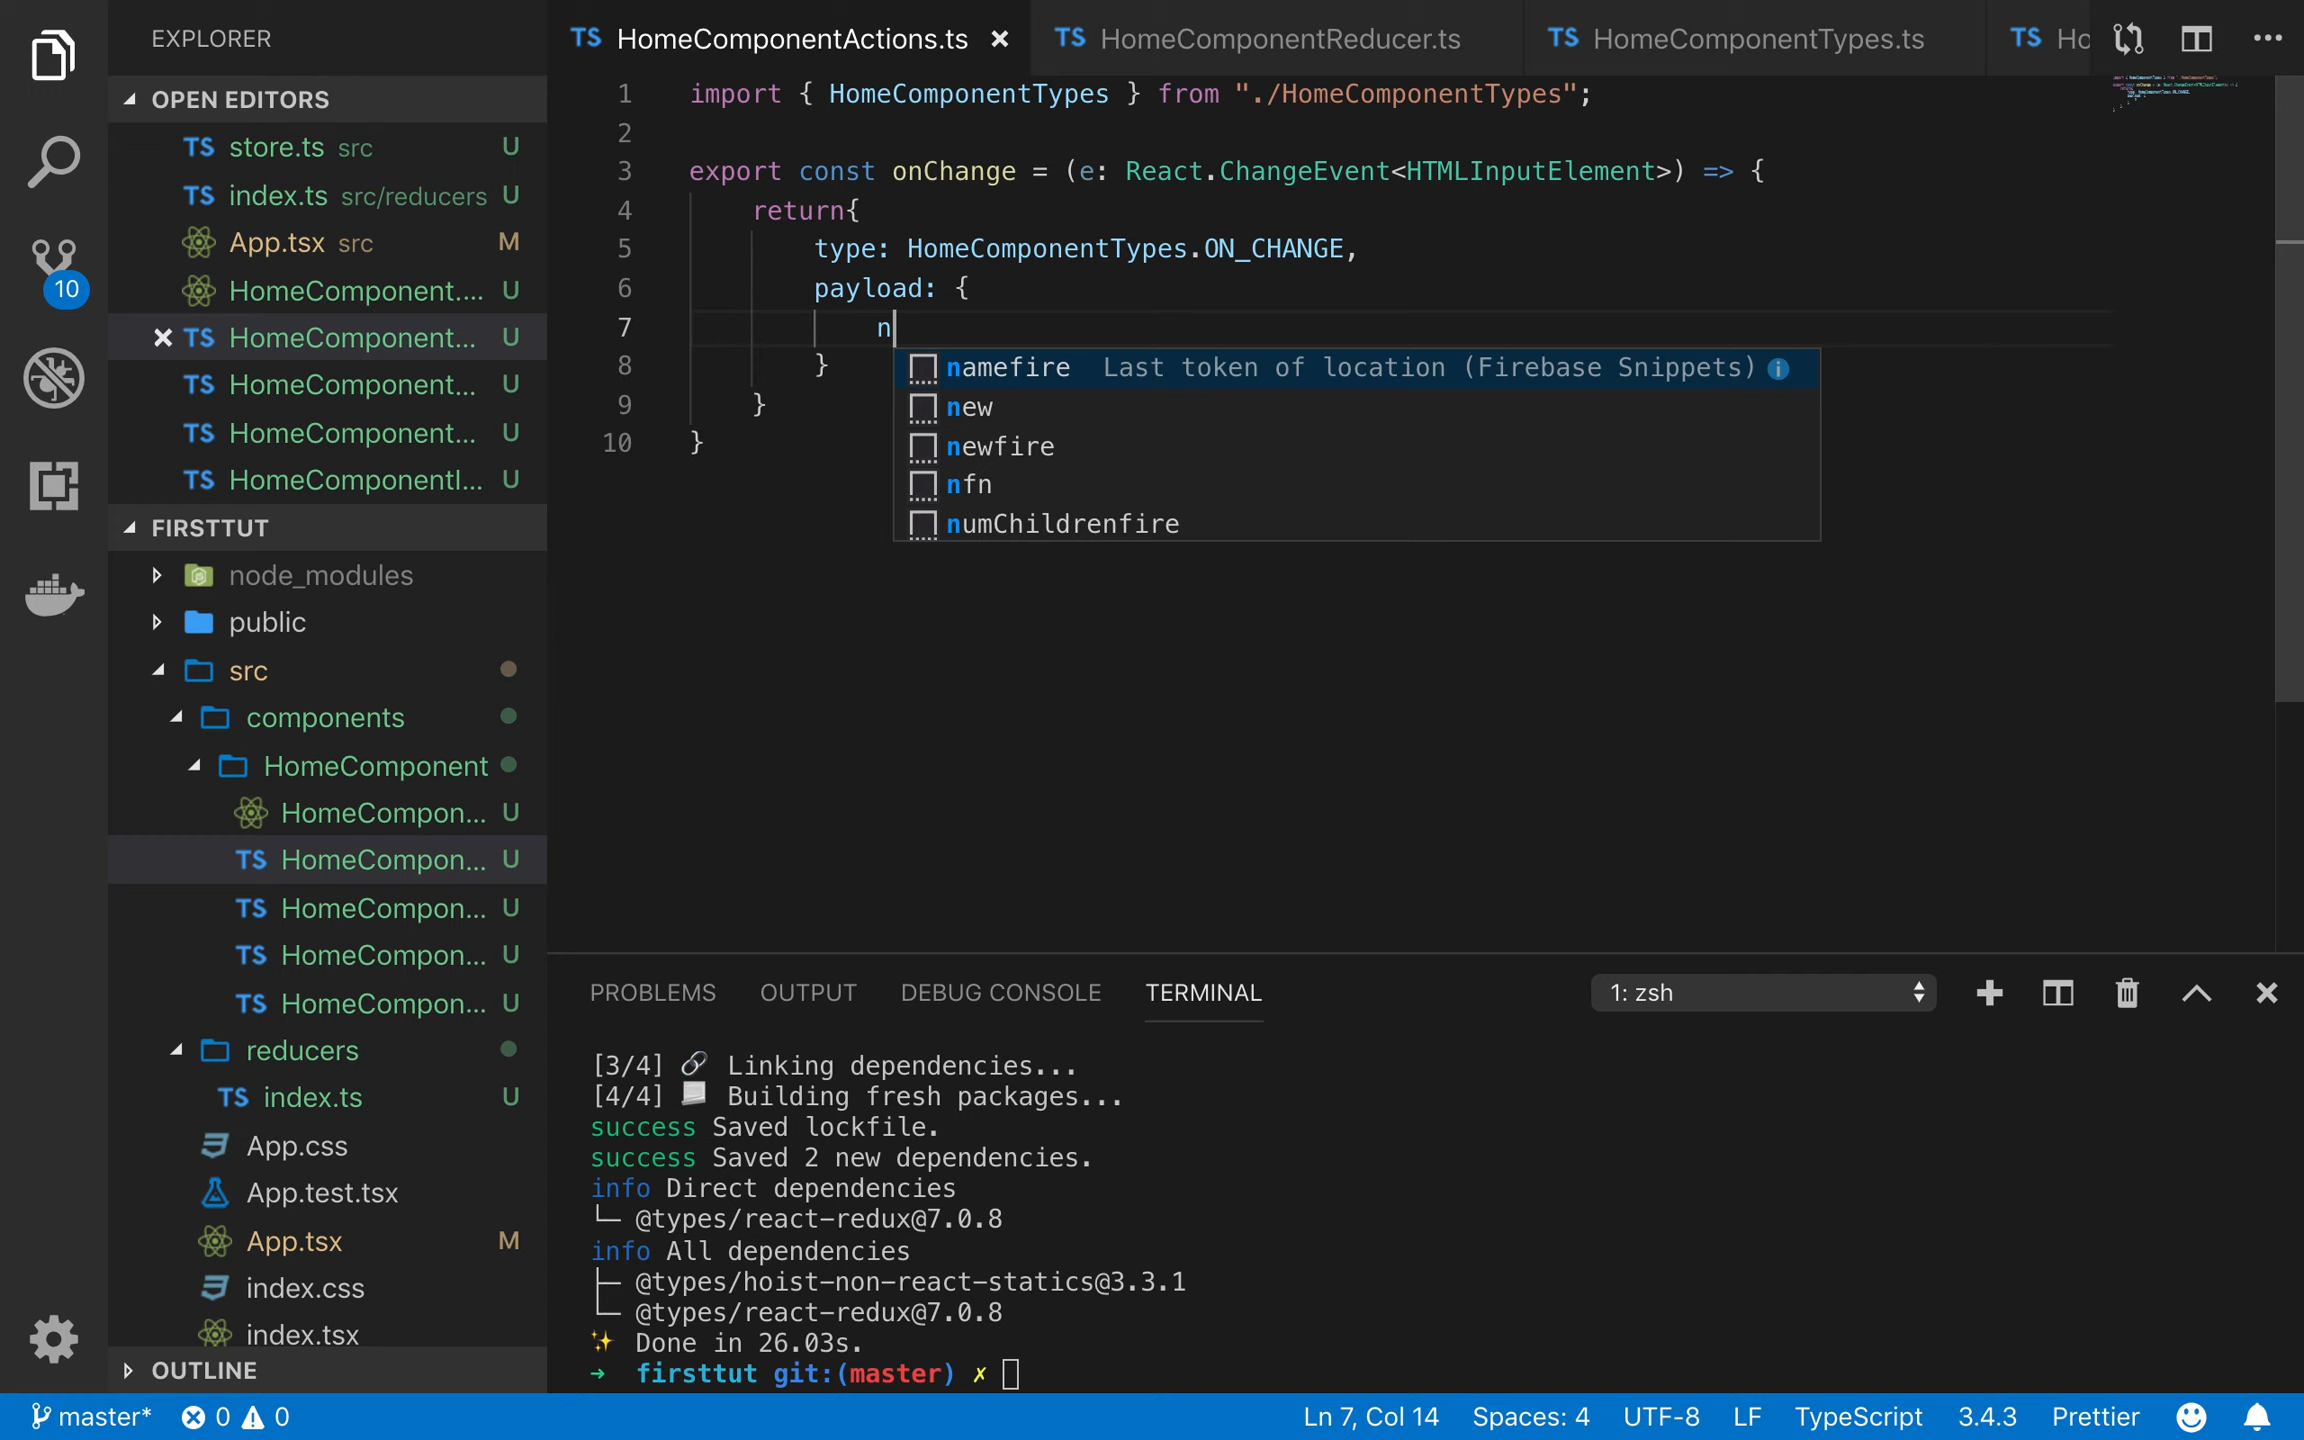 EXPLORER
OPEN EDITORS
TS store.ts src U
TS index.ts src/reducers U
App.tsx src M
HomeComponent.... U
TS HomeComponent... U
TS HomeComponent... U
TS HomeComponent... U
TS HomeComponentI... U
FIRSTTUT
node_modules
public
src
components
HomeComponent
HomeCompon... U
TS HomeCompon... U
TS HomeCompon... U
TS HomeCompon... U
TS HomeCompon... U
reducers
TS index.ts U
App.css
App.test.tsx
App.tsx M
index.css
index.tsx
OUTLINE
10
TS HomeComponentActions.ts
TS HomeComponentReducer.ts
TS HomeComponentTypes.ts
TS Ho
1 import { HomeComponentTypes } from "./HomeComponentTypes";
2
3 export const onChange = (e: React.ChangeEvent<HTMLInputElement>) => {
4 return{
5 type: HomeComponentTypes.ON_CHANGE,
6 payload: {
7 n
8 }
9 }
10 }
namefire Last token of location (Firebase Snippets)
new
newfire
nfn
numChildrenfire
PROBLEMS OUTPUT DEBUG CONSOLE TERMINAL
1: zsh
[3/4] 🔗 Linking dependencies...
[4/4] 📃 Building fresh packages...
success Saved lockfile.
success Saved 2 new dependencies.
info Direct dependencies
└─ @types/react-redux@7.0.8
info All dependencies
├─ @types/hoist-non-react-statics@3.3.1
└─ @types/react-redux@7.0.8
✨ Done in 26.03s.
➜ firsttut git:(master) ✗
master* 0 0
Ln 7, Col 14 Spaces: 4 UTF-8 LF TypeScript 3.4.3 Prettier